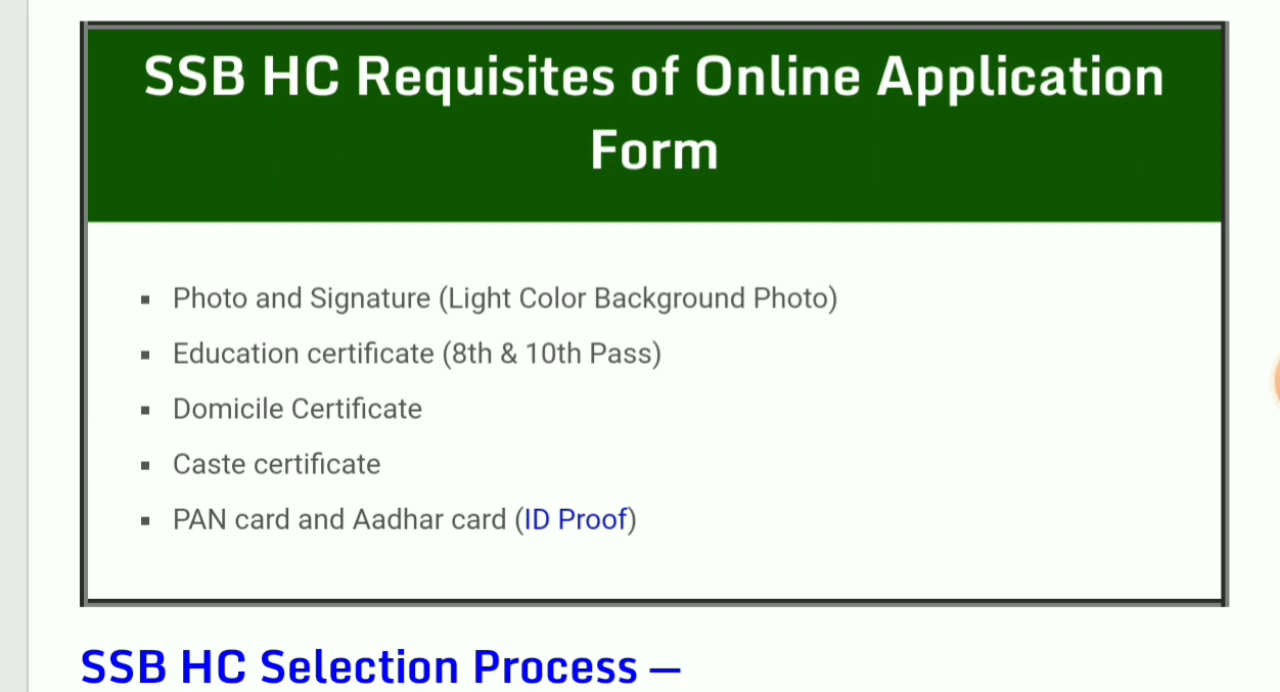 SSB HC Requisites of Online Application
Form
▪ Photo and Signature (Light Color Background Photo)
▪ Education certificate (8th & 10th Pass)
▪ Domicile Certificate
▪ Caste certificate
▪ PAN card and Aadhar card (ID Proof)
SSB HC Selection Process —